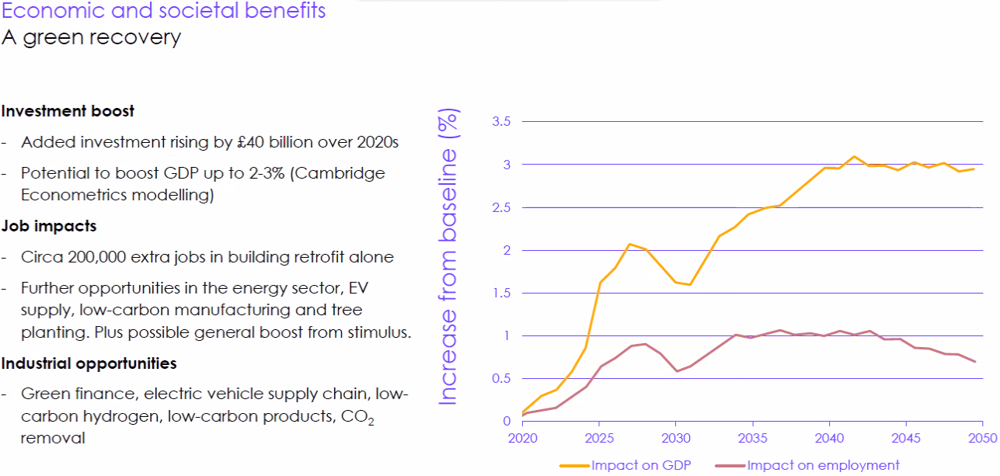 Economic and societal benefits
A green recovery
Investment boost
- Added investment rising by £40 billion over 2020s
- Potential to boost GDP up to 2-3% (Cambridge
Econometrics modelling)
Job impacts
- Circa 200,000 extra jobs in building retrofit alone
- Further opportunities in the energy sector, EV
supply, low-carbon manufacturing and tree
planting. Plus possible general boost from stimulus.
Industrial opportunities
- Green finance, electric vehicle supply chain, low-
carbon hydrogen, low-carbon products, CO2
removal
Increase from baseline (%)
3.5
3
2.5
2
1.5
1
0.5
0
2020 2025 2030 2035 2040 2045 2050
Impact on GDP Impact on employment